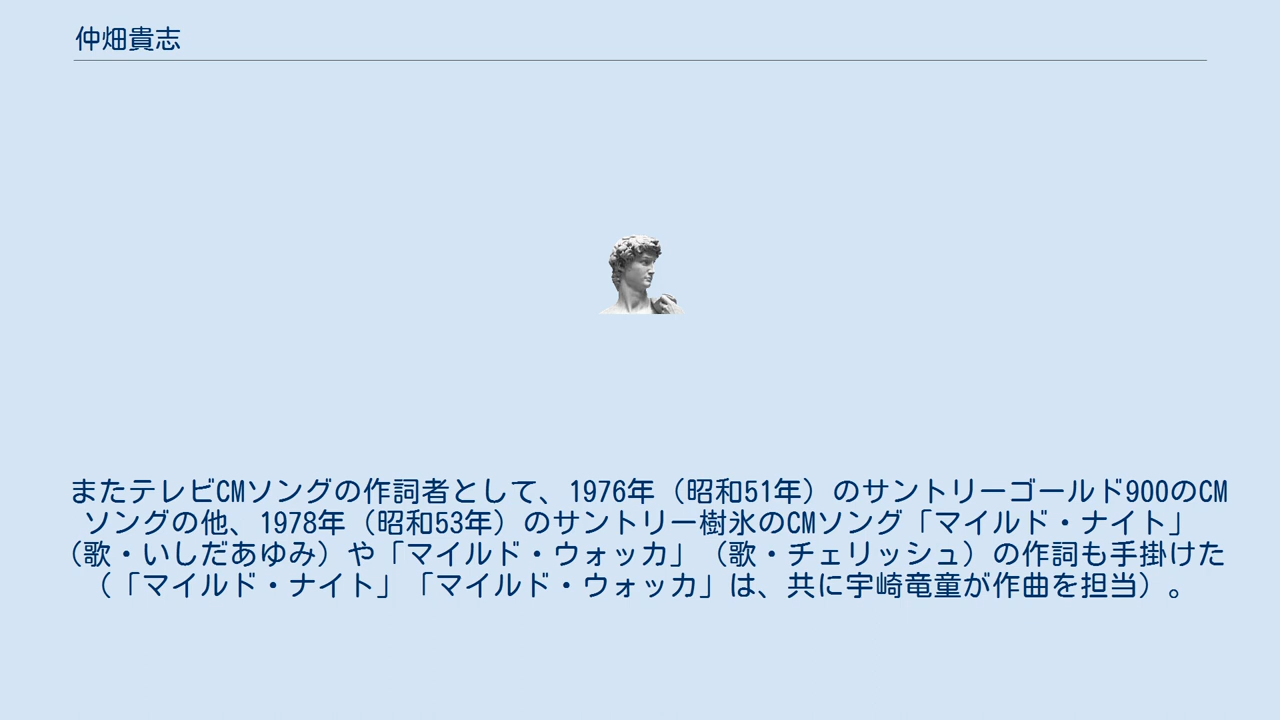 仲畑貴志
またテレビCMソングの作詞者として、1976年（昭和51年）のサントリーゴールド900のCM
ソングの他、1978年（昭和53年）のサントリー樹氷のCMソング「マイルド・ナイト」
（歌・いしだあゆみ）や「マイルド・ウォッカ」（歌・チェリッシュ）の作詞も手掛けた
（「マイルド・ナイト」「マイルド・ウォッカ」は、共に宇崎竜童が作曲を担当）。